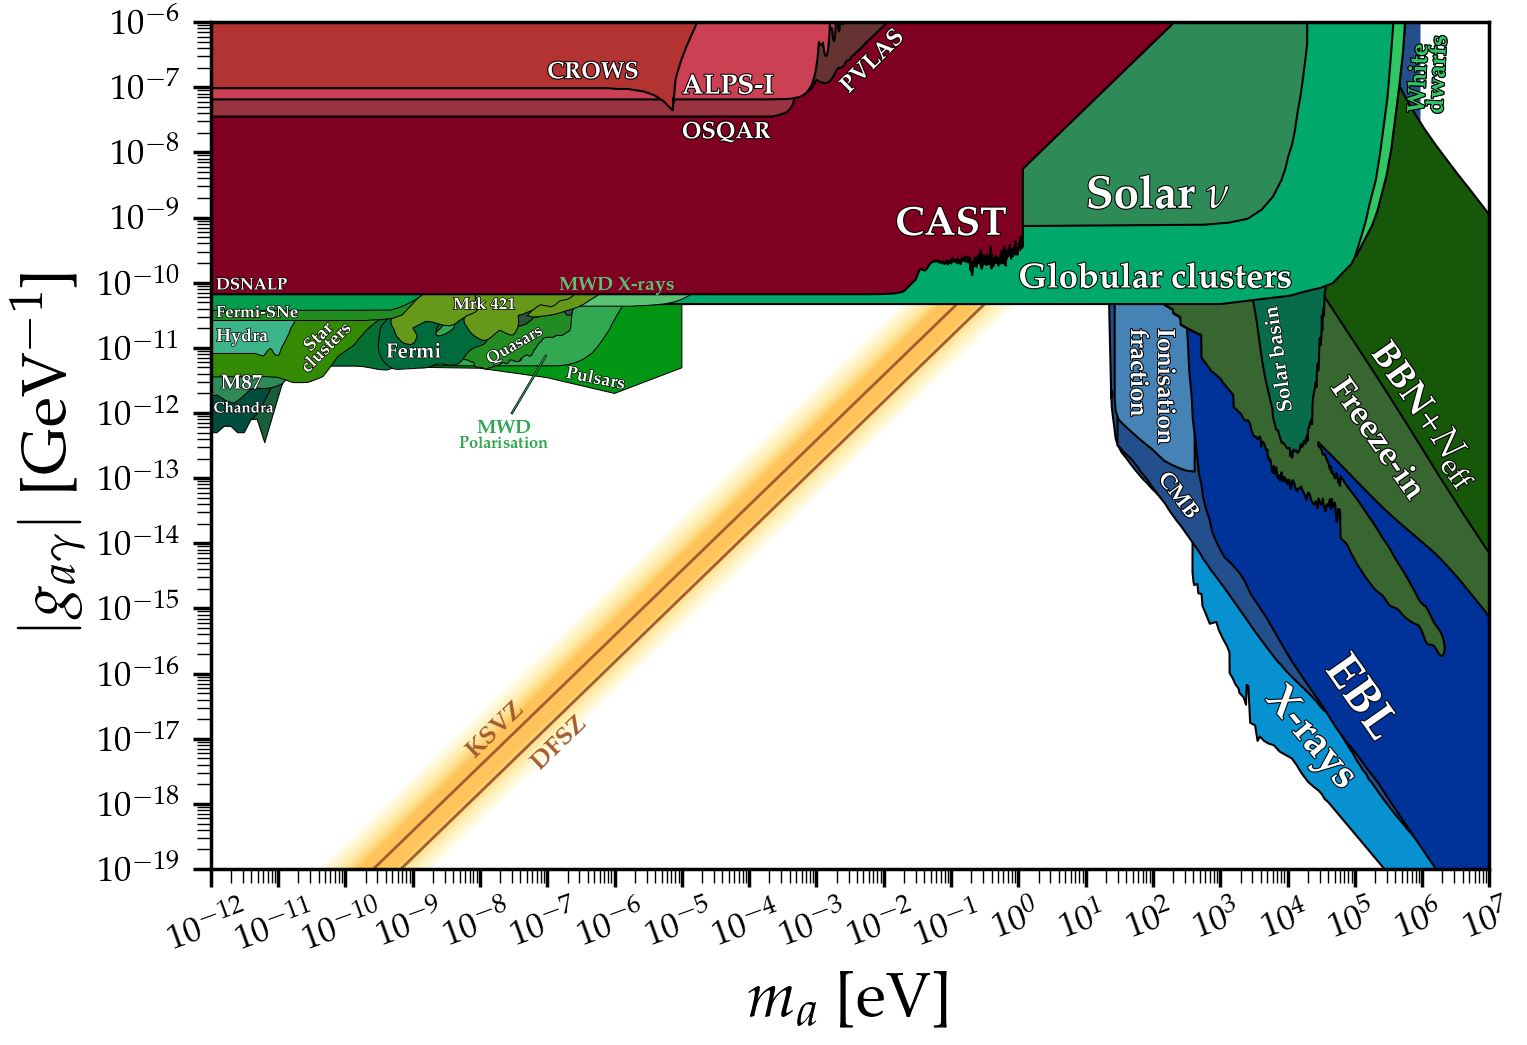 10⁻⁶
10⁻⁷
10⁻⁸
10⁻⁹
10⁻¹⁰
10⁻¹¹
10⁻¹²
10⁻¹³
10⁻¹⁴
10⁻¹⁵
10⁻¹⁶
10⁻¹⁷
10⁻¹⁸
10⁻¹⁹
|g_aγ| [GeV⁻¹]
CROWS
ALPS-I
PVLAS
OSQAR
White
dwarfs
Solar ν
CAST
Globular clusters
DSNALP
MWD X-rays
Mrk 421
Fermi-SNe
Hydra
Star
clusters
Fermi
Quasars
M87
Pulsars
Chandra
MWD
Polarisation
Ionisation
fraction
Solar basin
BBN+N_eff
Freeze-in
CMB
EBL
X-rays
KSVZ
DFSZ
10⁻¹²
10⁻¹¹
10⁻¹⁰
10⁻⁹
10⁻⁸
10⁻⁷
10⁻⁶
10⁻⁵
10⁻⁴
10⁻³
10⁻²
10⁻¹
10⁰
10¹
10²
10³
10⁴
10⁵
10⁶
10⁷
m_a [eV]